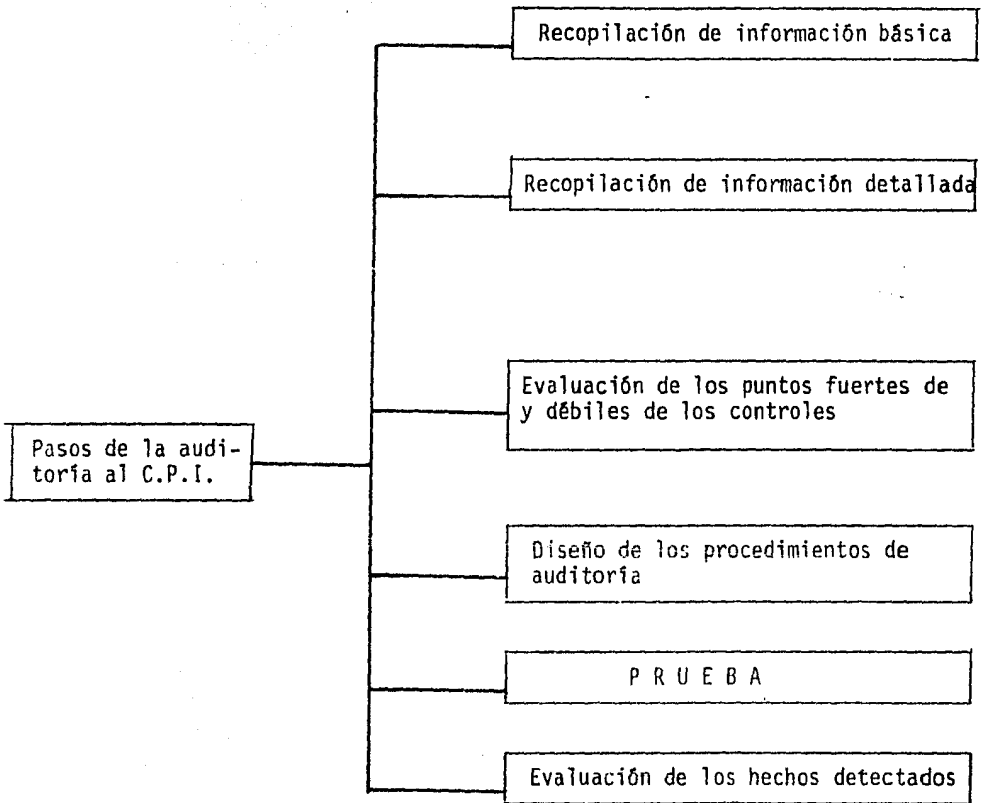 Recopilación de información básica
Recopilación de información detallada
Evaluación de los puntos fuertes de
y débiles de los controles
Pasos de la audi-
toría al C.P.I.
Diseño de los procedimientos de
auditoría
P R U E B A
Evaluación de los hechos detectados